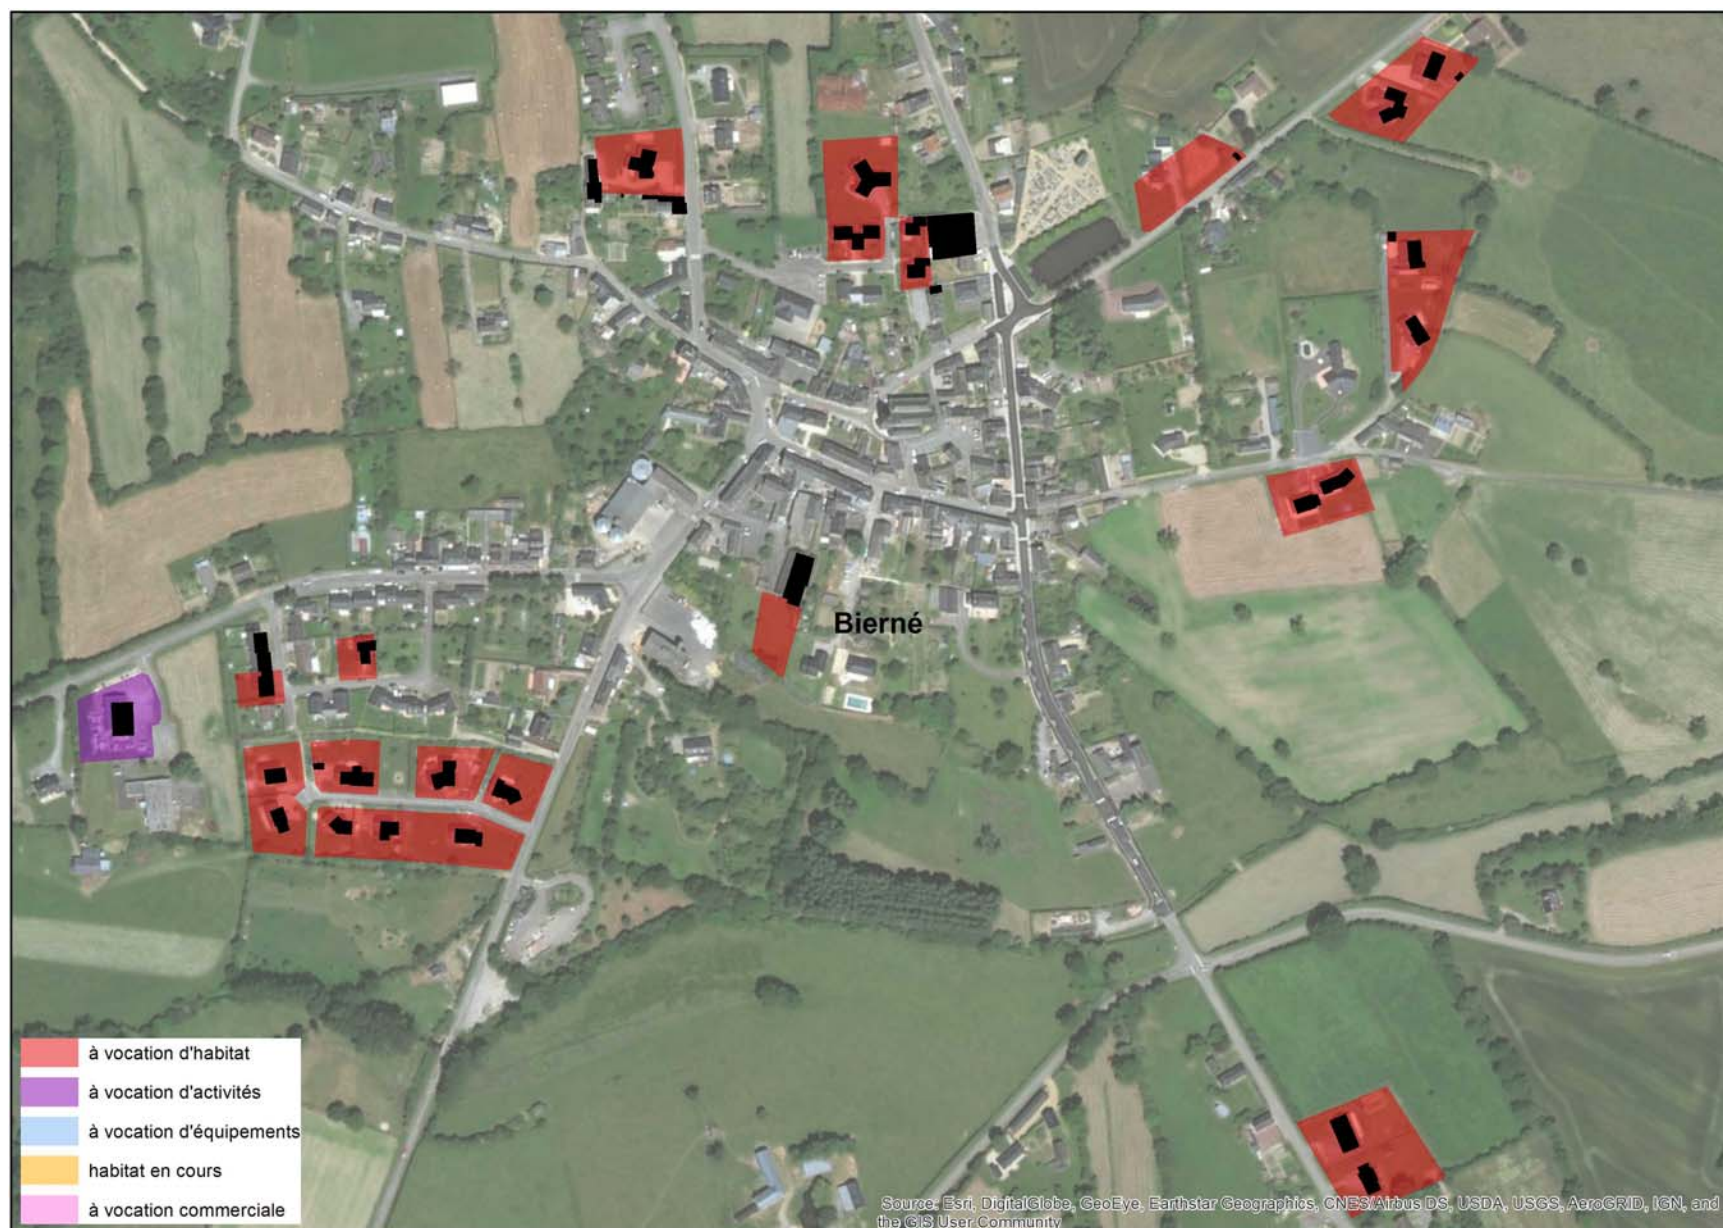 Bierné
à vocation d'habitat
à vocation d'activités
à vocation d'équipements
habitat en cours
à vocation commerciale
Source: Esri, DigitalGlobe, GeoEye, Earthstar Geographics, CNES/Airbus DS, USDA, USGS, AeroGRID, IGN, and
the GIS User Community